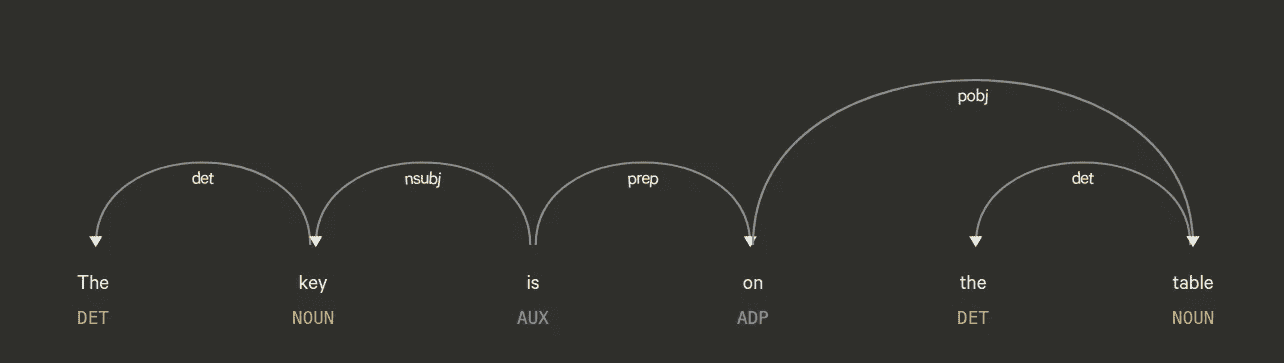 pobj
det nsubj prep det
The key is on the table
DET NOUN AUX ADP DET NOUN